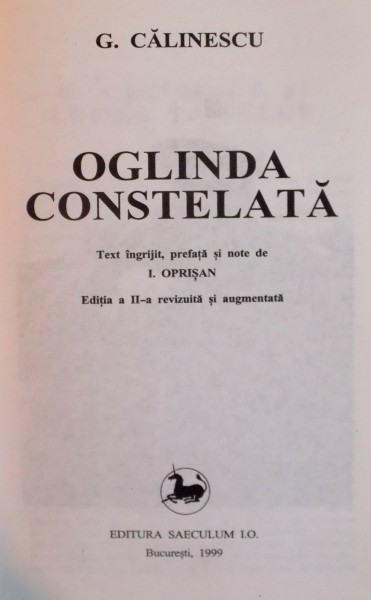 G. CĂLINESCU
OGLINDA
CONSTELATĂ
Text îngrijit, prefață și note de
I. OPRIȘAN
Ediția a II-a revizuită și augmentată
EDITURA SAECULUM I.O.
București, 1999